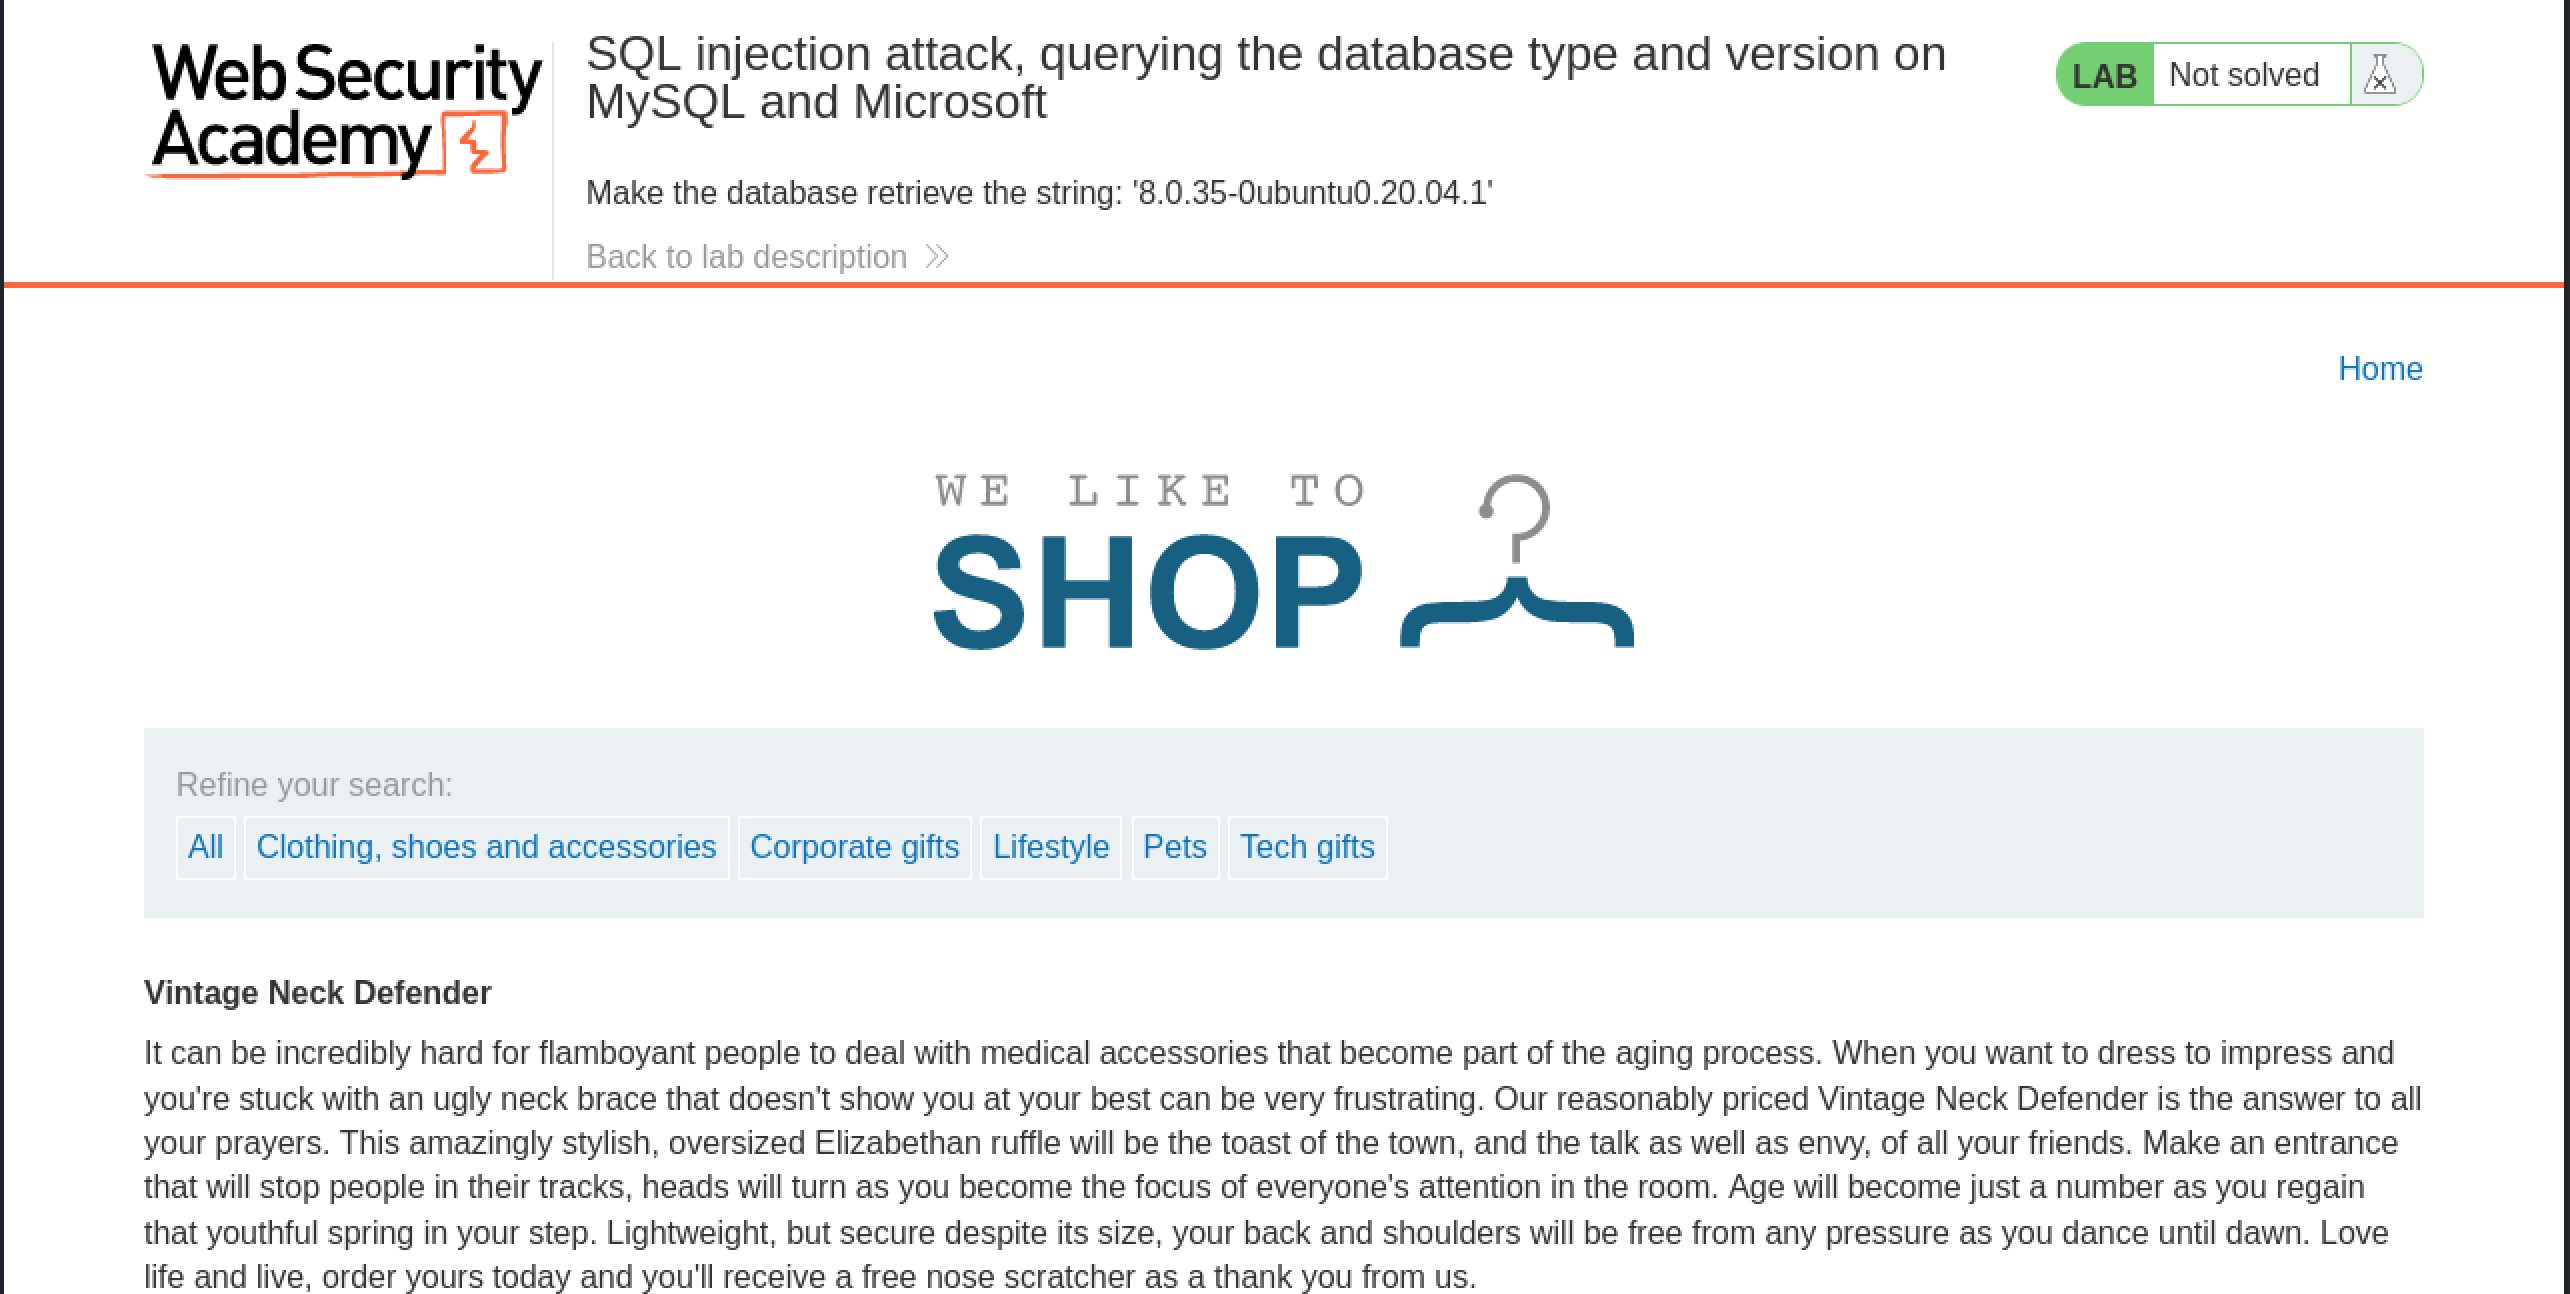 Web Security
Academy
SQL injection attack, querying the database type and version on
MySQL and Microsoft
LAB Not solved
Make the database retrieve the string: '8.0.35-0ubuntu0.20.04.1'
Back to lab description
Home
WE LIKE TO
SHOP
Refine your search:
All Clothing, shoes and accessories Corporate gifts Lifestyle Pets Tech gifts
Vintage Neck Defender
It can be incredibly hard for flamboyant people to deal with medical accessories that become part of the aging process. When you want to dress to impress and
you're stuck with an ugly neck brace that doesn't show you at your best can be very frustrating. Our reasonably priced Vintage Neck Defender is the answer to all
your prayers. This amazingly stylish, oversized Elizabethan ruffle will be the toast of the town, and the talk as well as envy, of all your friends. Make an entrance
that will stop people in their tracks, heads will turn as you become the focus of everyone's attention in the room. Age will become just a number as you regain
that youthful spring in your step. Lightweight, but secure despite its size, your back and shoulders will be free from any pressure as you dance until dawn. Love
life and live, order yours today and you'll receive a free nose scratcher as a thank you from us.